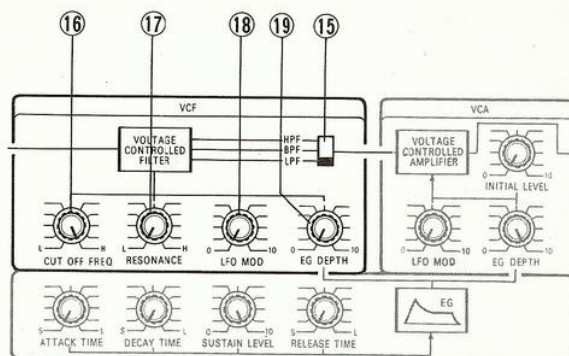 16 17 18 19 15
VCF VCA
VOLTAGE CONTROLLED FILTER
HPF
BPF
LPF
VOLTAGE CONTROLLED AMPLIFIER
0 10
INITIAL LEVEL
L H
CUT OFF FREQ
L H
RESONANCE
0 10
LFO MOD
0 10
EG DEPTH
0 10
LFO MOD
0 10
EG DEPTH
S L
ATTACK TIME
S L
DECAY TIME
0 10
SUSTAIN LEVEL
S L
RELEASE TIME
EG